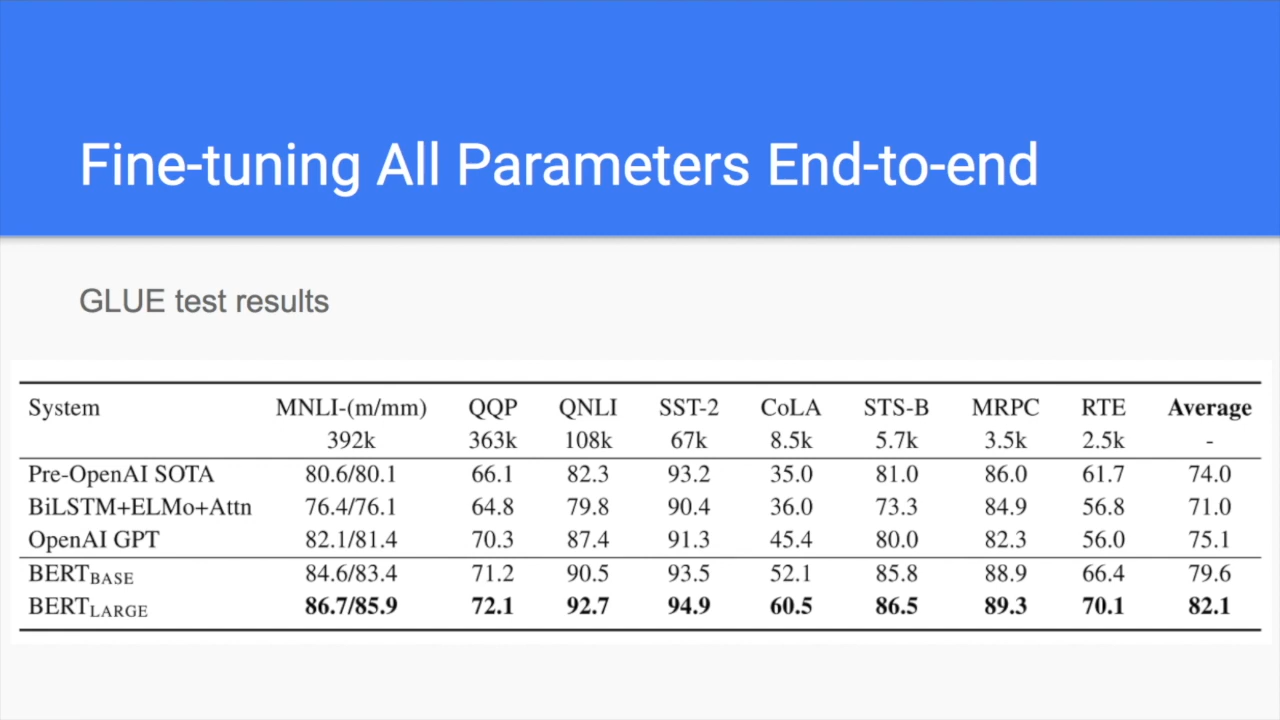 Fine-tuning All Parameters End-to-end
GLUE test results
System MNLI-(m/mm) QQP QNLI SST-2 CoLA STS-B MRPC RTE Average
392k 363k 108k 67k 8.5k 5.7k 3.5k 2.5k -
Pre-OpenAI SOTA 80.6/80.1 66.1 82.3 93.2 35.0 81.0 86.0 61.7 74.0
BiLSTM+ELMo+Attn 76.4/76.1 64.8 79.8 90.4 36.0 73.3 84.9 56.8 71.0
OpenAI GPT 82.1/81.4 70.3 87.4 91.3 45.4 80.0 82.3 56.0 75.1
BERTBASE 84.6/83.4 71.2 90.5 93.5 52.1 85.8 88.9 66.4 79.6
BERTLARGE 86.7/85.9 72.1 92.7 94.9 60.5 86.5 89.3 70.1 82.1